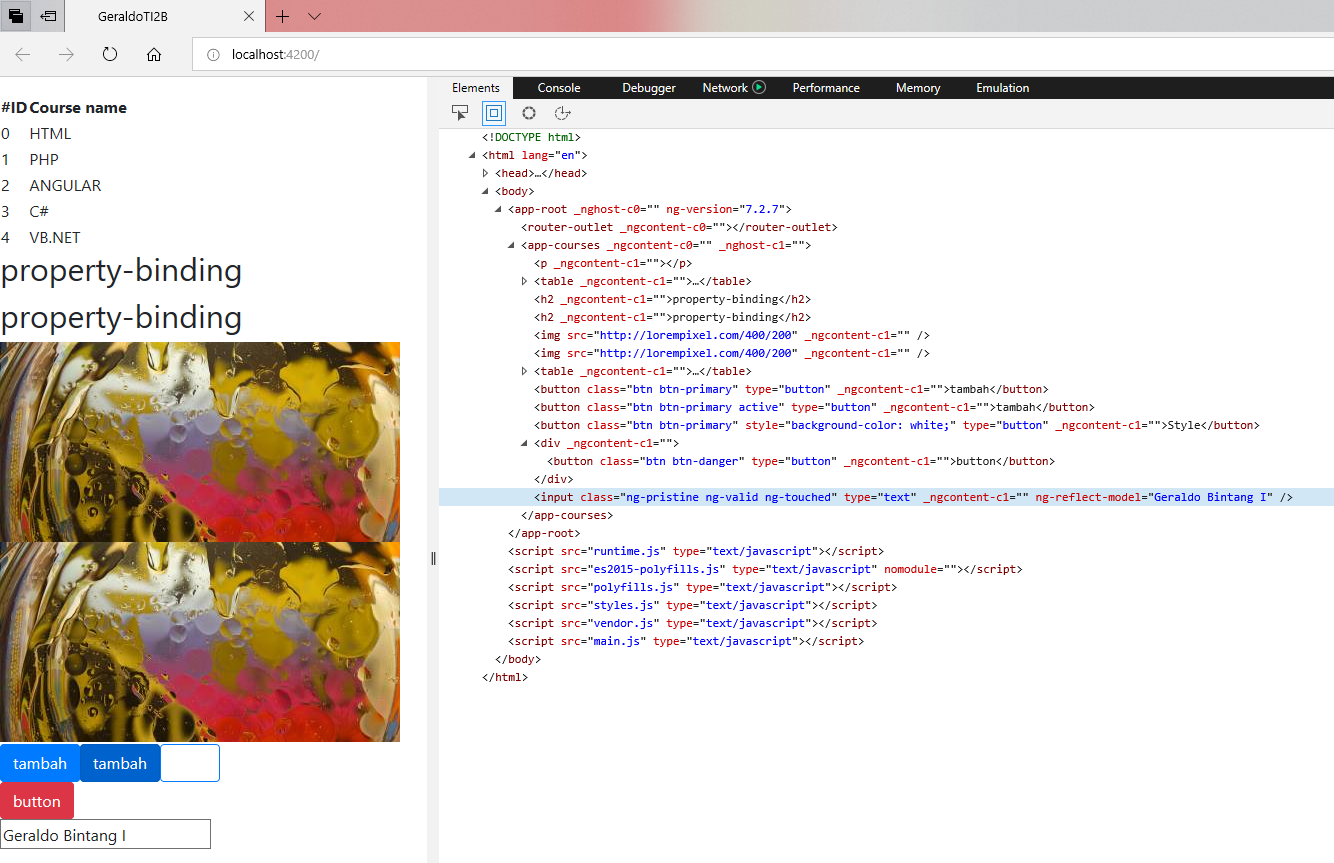 GeraldoTI2B
localhost:4200/
#ID Course name
0 HTML
1 PHP
2 ANGULAR
3 C#
4 VB.NET
property-binding
property-binding
tambah tambah
button
Geraldo Bintang I
Elements Console Debugger Network Performance Memory Emulation
<!DOCTYPE html>
<html lang="en">
<head>…</head>
<body>
<app-root _nghost-c0="" ng-version="7.2.7">
<router-outlet _ngcontent-c0=""></router-outlet>
<app-courses _ngcontent-c0="" _nghost-c1="">
<p _ngcontent-c1=""></p>
<table _ngcontent-c1="">…</table>
<h2 _ngcontent-c1="">property-binding</h2>
<h2 _ngcontent-c1="">property-binding</h2>
<img src="http://lorempixel.com/400/200" _ngcontent-c1="" />
<img src="http://lorempixel.com/400/200" _ngcontent-c1="" />
<table _ngcontent-c1="">…</table>
<button class="btn btn-primary" type="button" _ngcontent-c1="">tambah</button>
<button class="btn btn-primary active" type="button" _ngcontent-c1="">tambah</button>
<button class="btn btn-primary" style="background-color: white;" type="button" _ngcontent-c1="">Style</button>
<div _ngcontent-c1="">
<button class="btn btn-danger" type="button" _ngcontent-c1="">button</button>
</div>
<input class="ng-pristine ng-valid ng-touched" type="text" _ngcontent-c1="" ng-reflect-model="Geraldo Bintang I" />
</app-courses>
</app-root>
<script src="runtime.js" type="text/javascript"></script>
<script src="es2015-polyfills.js" type="text/javascript" nomodule=""></script>
<script src="polyfills.js" type="text/javascript"></script>
<script src="styles.js" type="text/javascript"></script>
<script src="vendor.js" type="text/javascript"></script>
<script src="main.js" type="text/javascript"></script>
</body>
</html>